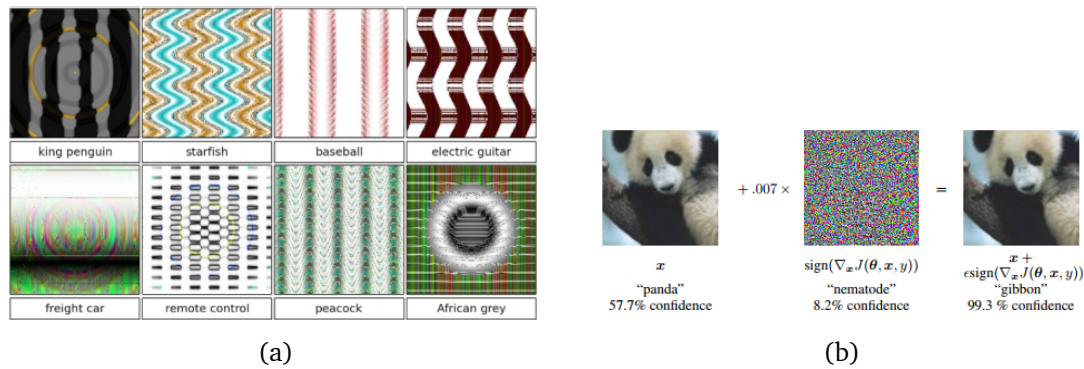 king penguin
starfish
baseball
electric guitar
freight car
remote control
peacock
African grey
(a)
+ .007 ×
=
x
sign(∇ₓJ(θ, x, y))
x +
ϵsign(∇ₓJ(θ, x, y))
“panda”
“nematode”
“gibbon”
57.7% confidence
8.2% confidence
99.3 % confidence
(b)